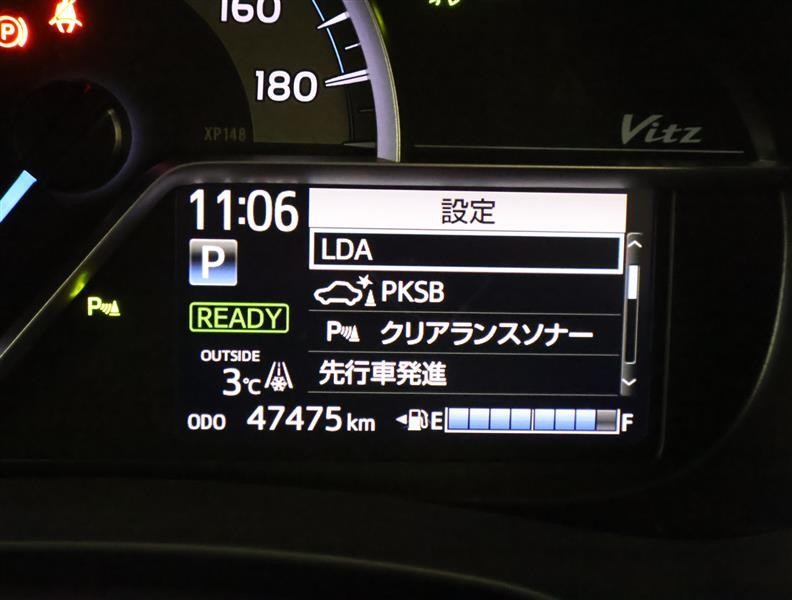 160
P
180
XP148
Vitz
11:06
設定
LDA
P
PKSB
P
READY
P クリアランスソナー
OUTSIDE
3℃
先行車発進
ODO 47475 km
E F